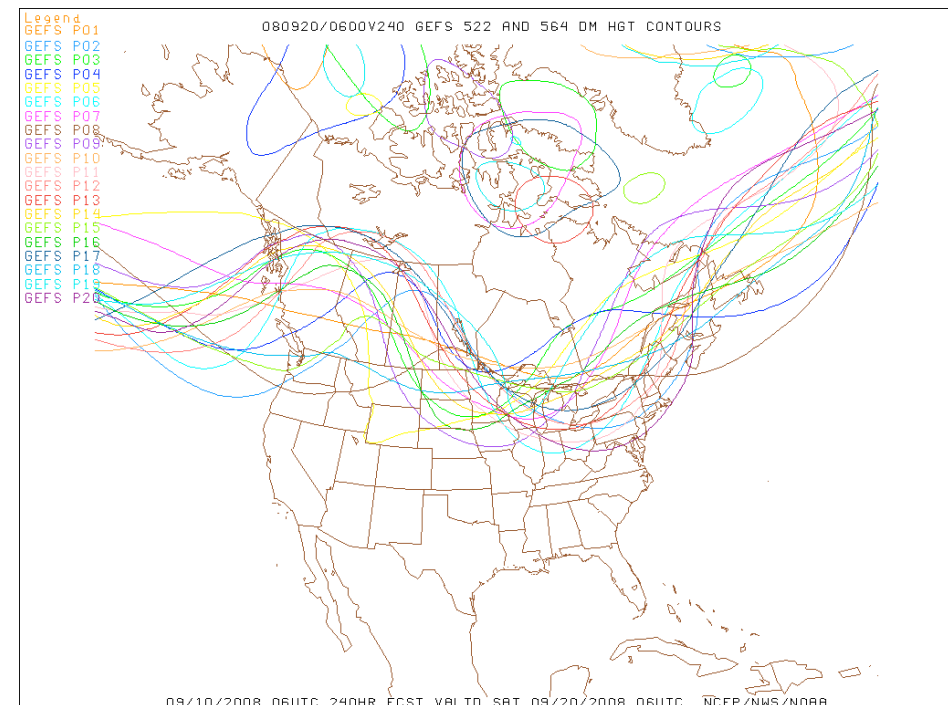 080920/0600V240 GEFS 522 AND 564 DM HGT CONTOURS
Legend
GEFS P01
GEFS P02
GEFS P03
GEFS P04
GEFS P05
GEFS P06
GEFS P07
GEFS P08
GEFS P09
GEFS P10
GEFS P11
GEFS P12
GEFS P13
GEFS P14
GEFS P15
GEFS P16
GEFS P17
GEFS P18
GEFS P19
GEFS P20
09/10/2008 06UTC 240HR FCST VALID SAT 09/20/2008 06UTC NCEP/NWS/NOAA